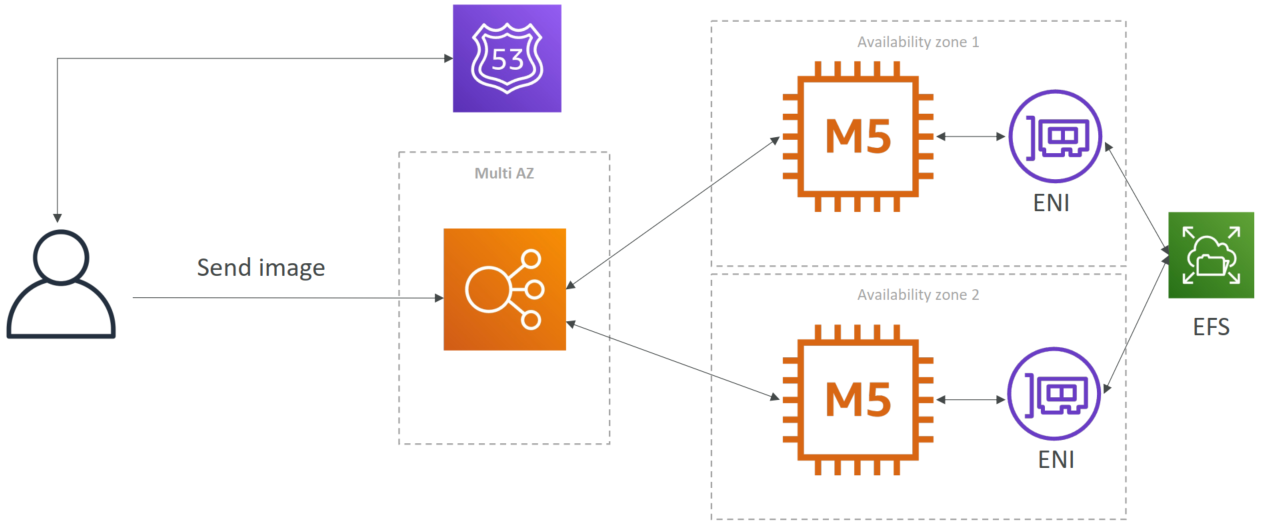 53
Availability zone 1
M5
ENI
Multi AZ
Send image
EFS
Availability zone 2
M5
ENI